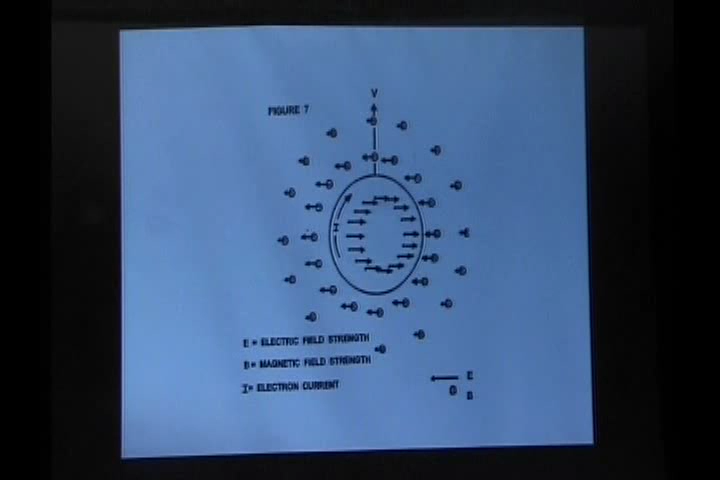 V
FIGURE 7
I
E = ELECTRIC FIELD STRENGTH
B = MAGNETIC FIELD STRENGTH
I = ELECTRON CURRENT
E
B